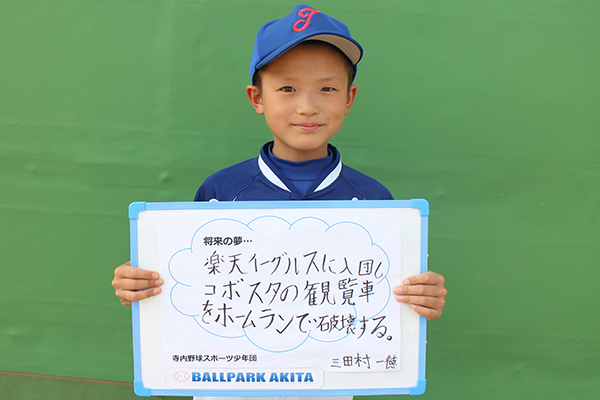 J
将来の夢…
楽天イーグルスに入団し
コボスタの観覧車
をホームランで破壊する。
寺内野球スポーツ少年団
三田村 一
BALLPARK AKITA